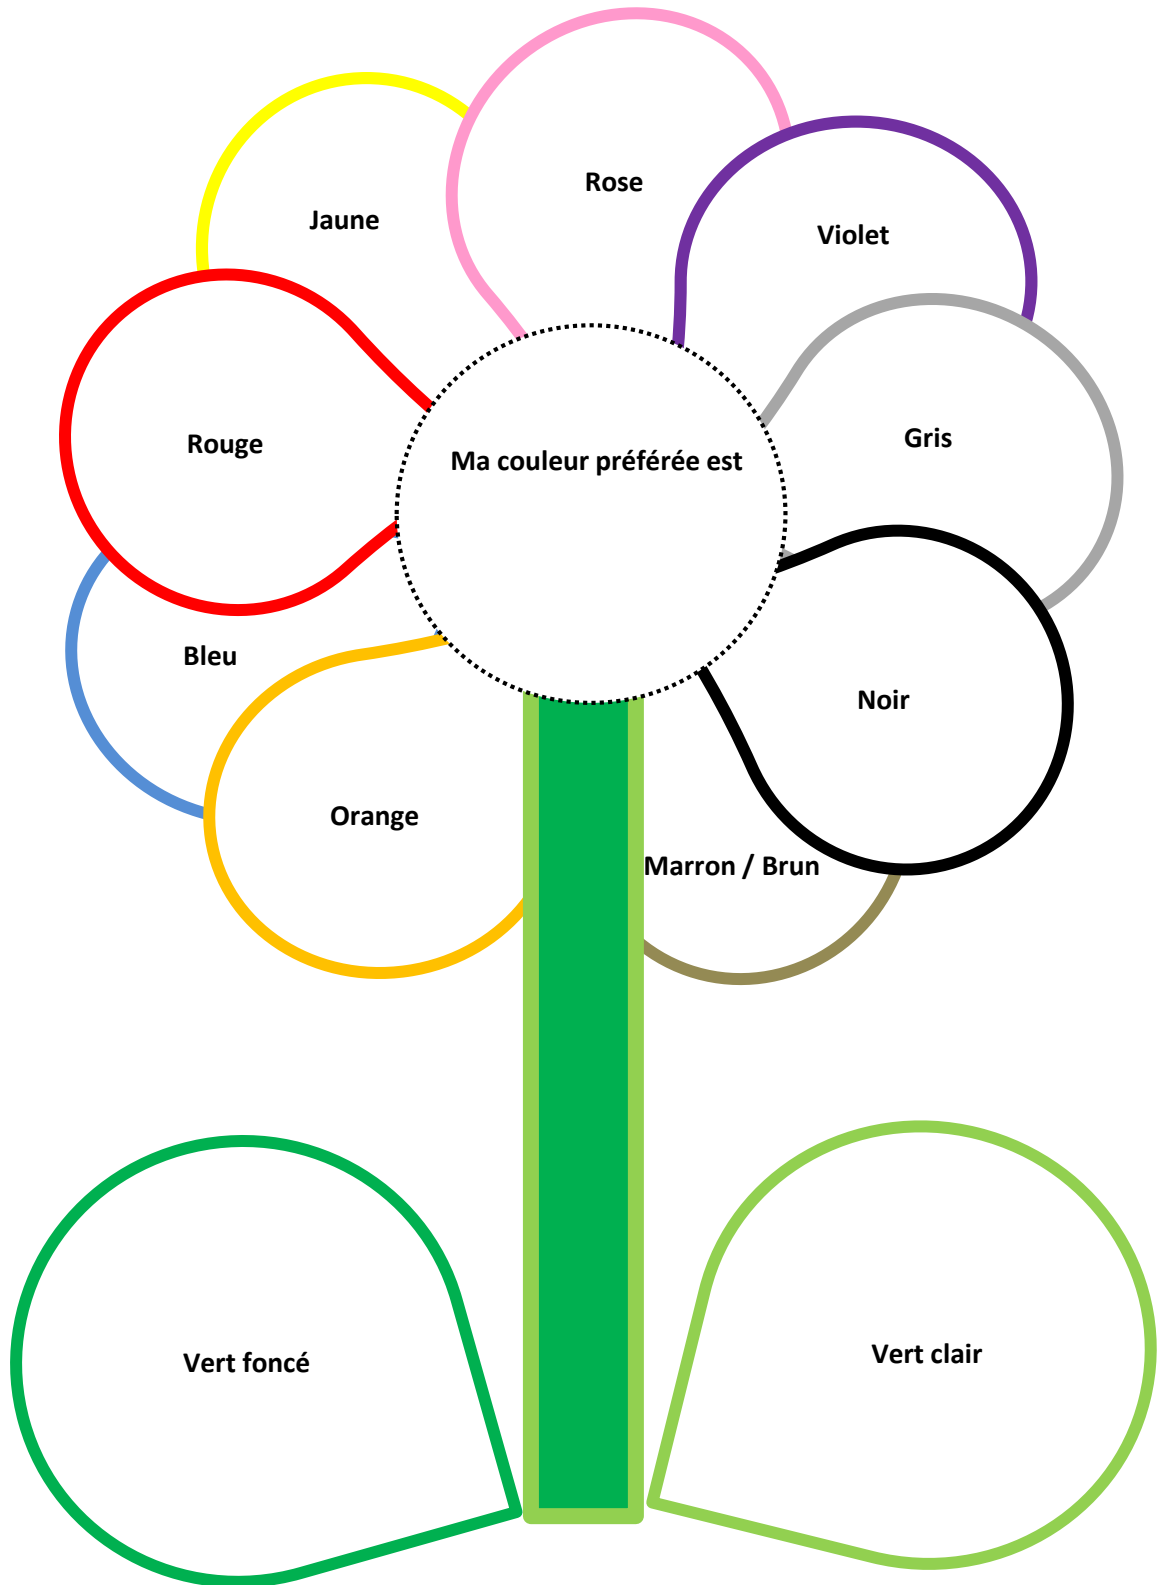 Rose
Jaune
Violet
Gris
Rouge
Ma couleur préférée est
Bleu
Noir
Orange
Marron / Brun
Vert foncé
Vert clair